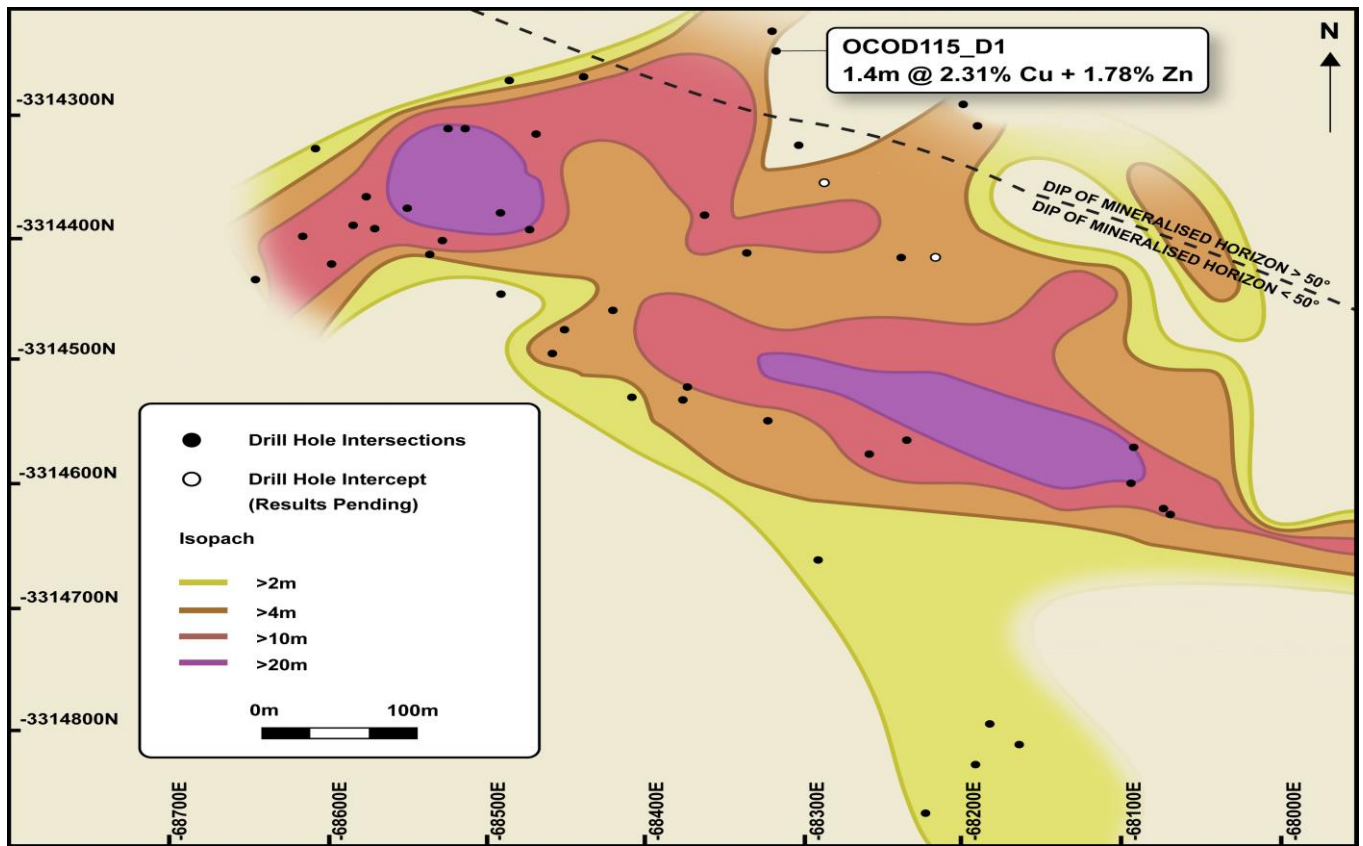 N
OCOD115_D1
1.4m @ 2.31% Cu + 1.78% Zn
-3314300N
DIP OF MINERALISED HORIZON > 50°
DIP OF MINERALISED HORIZON < 50°
-3314400N
-3314500N
-3314600N
-3314700N
-3314800N
Drill Hole Intersections
Drill Hole Intercept
(Results Pending)
Isopach
>2m
>4m
>10m
>20m
0m 100m
-68700E
-68600E
-68500E
-68400E
-68300E
-68200E
-68100E
-68000E